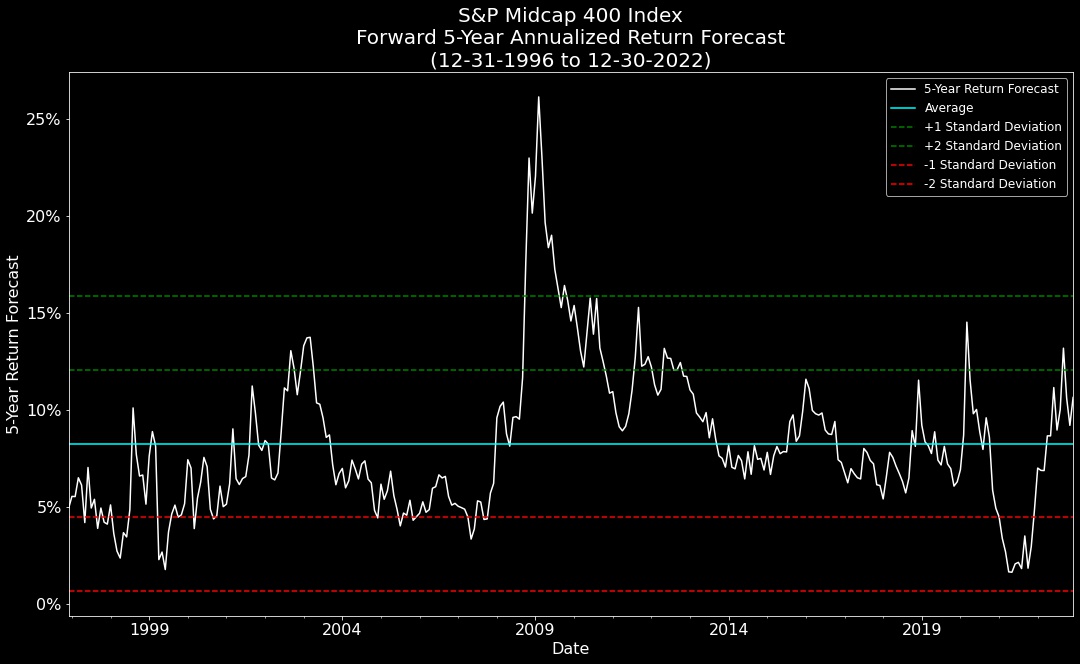 S&P Midcap 400 Index
Forward 5-Year Annualized Return Forecast
(12-31-1996 to 12-30-2022)
5-Year Return Forecast
Average
+1 Standard Deviation
+2 Standard Deviation
-1 Standard Deviation
-2 Standard Deviation
5-Year Return Forecast
25%
20%
15%
10%
5%
0%
1999
2004
2009
2014
2019
Date